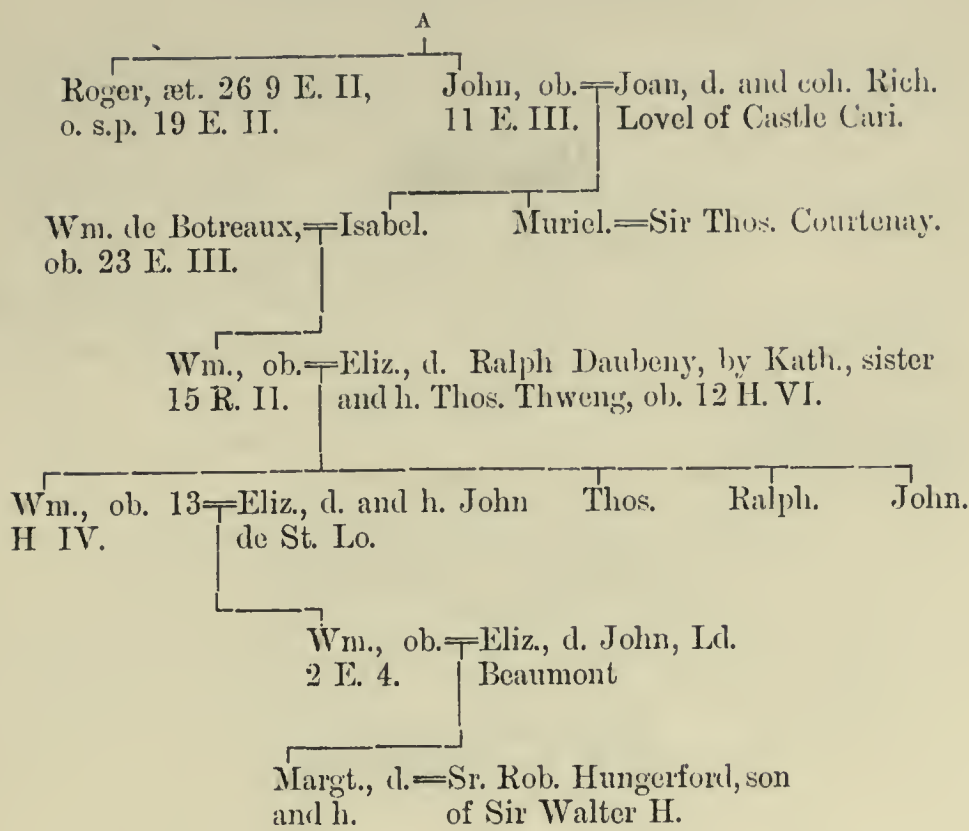 A
Roger, æt. 26 9 E. II,
o. s.p. 19 E. II.
John, ob.=Joan, d. and coh. Rich.
11 E. III. Lovel of Castle Cari.
Wm. de Botreaux,=Isabel.
ob. 23 E. III.
Muriel.=Sir Thos. Courtenay.
Wm., ob.=Eliz., d. Ralph Daubeny, by Kath., sister
15 R. II. and h. Thos. Thweng, ob. 12 H. VI.
Wm., ob. 13=Eliz., d. and h. John
H IV. de St. Lo.
Thos.
Ralph.
John.
Wm., ob.=Eliz., d. John, Ld.
2 E. 4. Beaumont
Margt., d.=Sr. Rob. Hungerford, son
and h. of Sir Walter H.